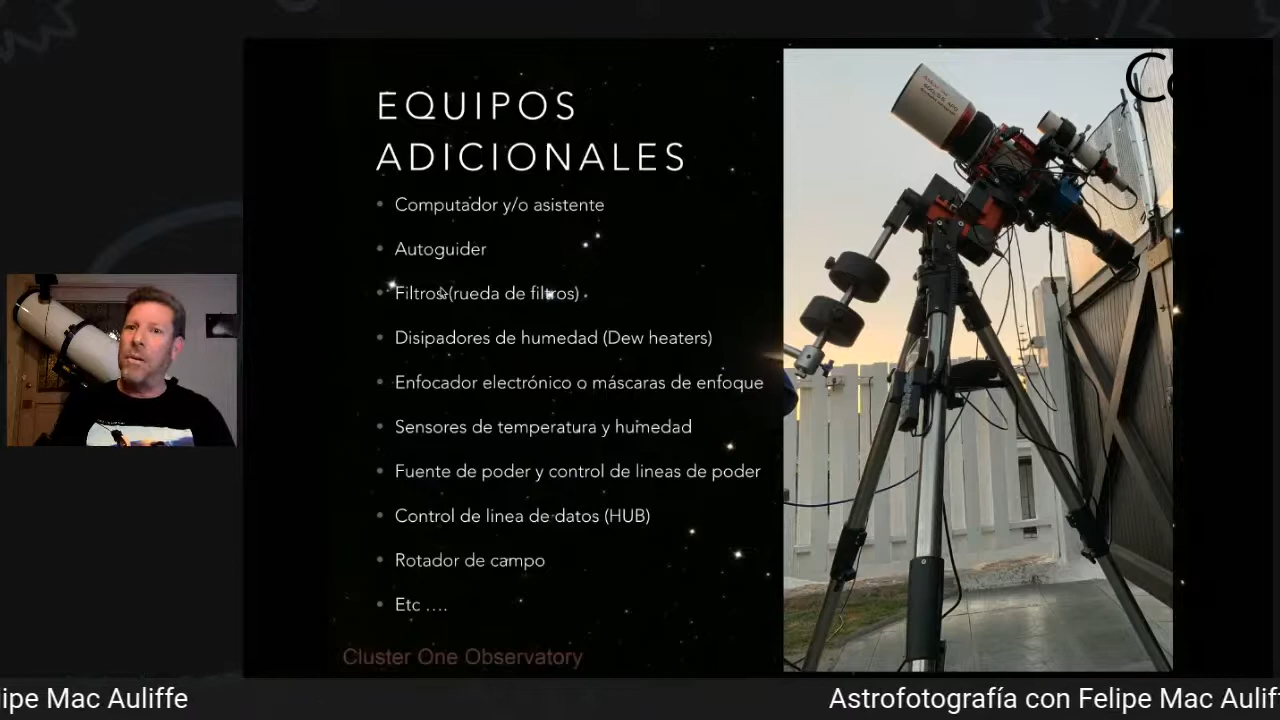 EQUIPOS
ADICIONALES
Computador y/o asistente
Autoguider
Filtros (rueda de filtros)
Disipadores de humedad (Dew heaters)
Enfocador electrónico o máscaras de enfoque
Sensores de temperatura y humedad
Fuente de poder y control de lineas de poder
Control de linea de datos (HUB)
Rotador de campo
Etc ....
Cluster One Observatory
Mac Auliffe
Astrofotografía con Felipe Mac